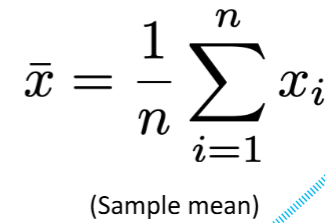 x̄ = 1/n ∑_{i=1}^{n} x_i
(Sample mean)